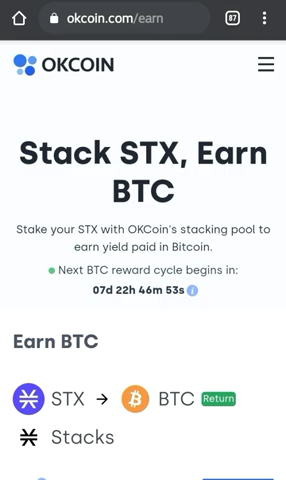 okcoin.com/earn 87
OKCOIN
Stack STX, Earn
BTC
Stake your STX with OKCoin's stacking pool to
earn yield paid in Bitcoin.
Next BTC reward cycle begins in:
07d 22h 46m 53s i
Earn BTC
STX → BTC Return
Stacks